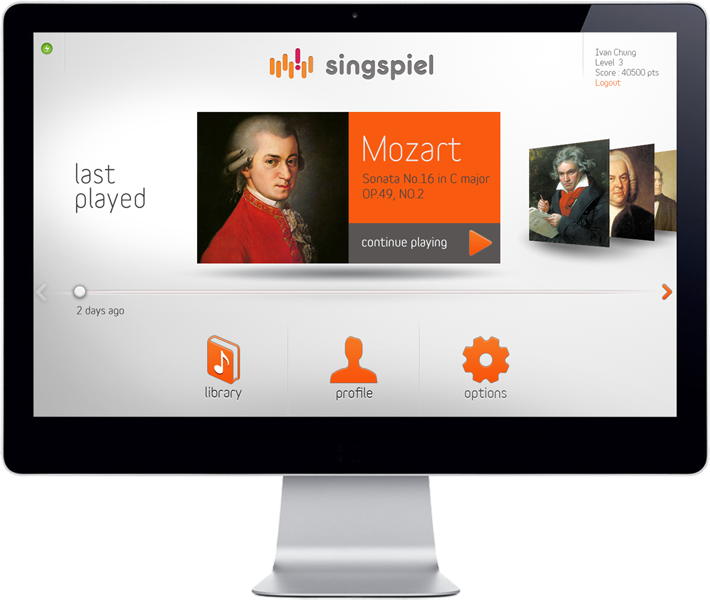 singspiel
Ivan Chung
Level 3
Score : 40500 pts
Logout
last
played
Mozart
Sonata No.16 in C major
OP.49, NO.2
continue playing
2 days ago
library
profile
options